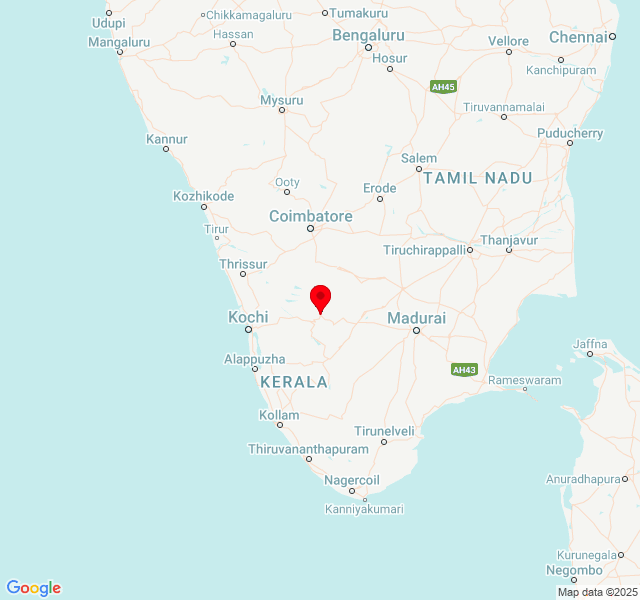 Udupi
Chikkamagaluru
Tumakuru
Hassan
Bengaluru
Chennai
Mangaluru
Vellore
Hosur
Kanchipuram
AH45
Mysuru
Tiruvannamalai
Kannur
Puducherry
Salem
TAMIL NADU
Ooty
Erode
Kozhikode
Coimbatore
Tirur
Tiruchirappalli
Thanjavur
Thrissur
Kochi
Madurai
Jaffna
Alappuzha
AH43
KERALA
Rameswaram
Kollam
Tirunelveli
Thiruvananthapuram
Nagercoil
Anuradhapura
Kanniyakumari
Kurunegala
Negombo
Google
Map data ©2025